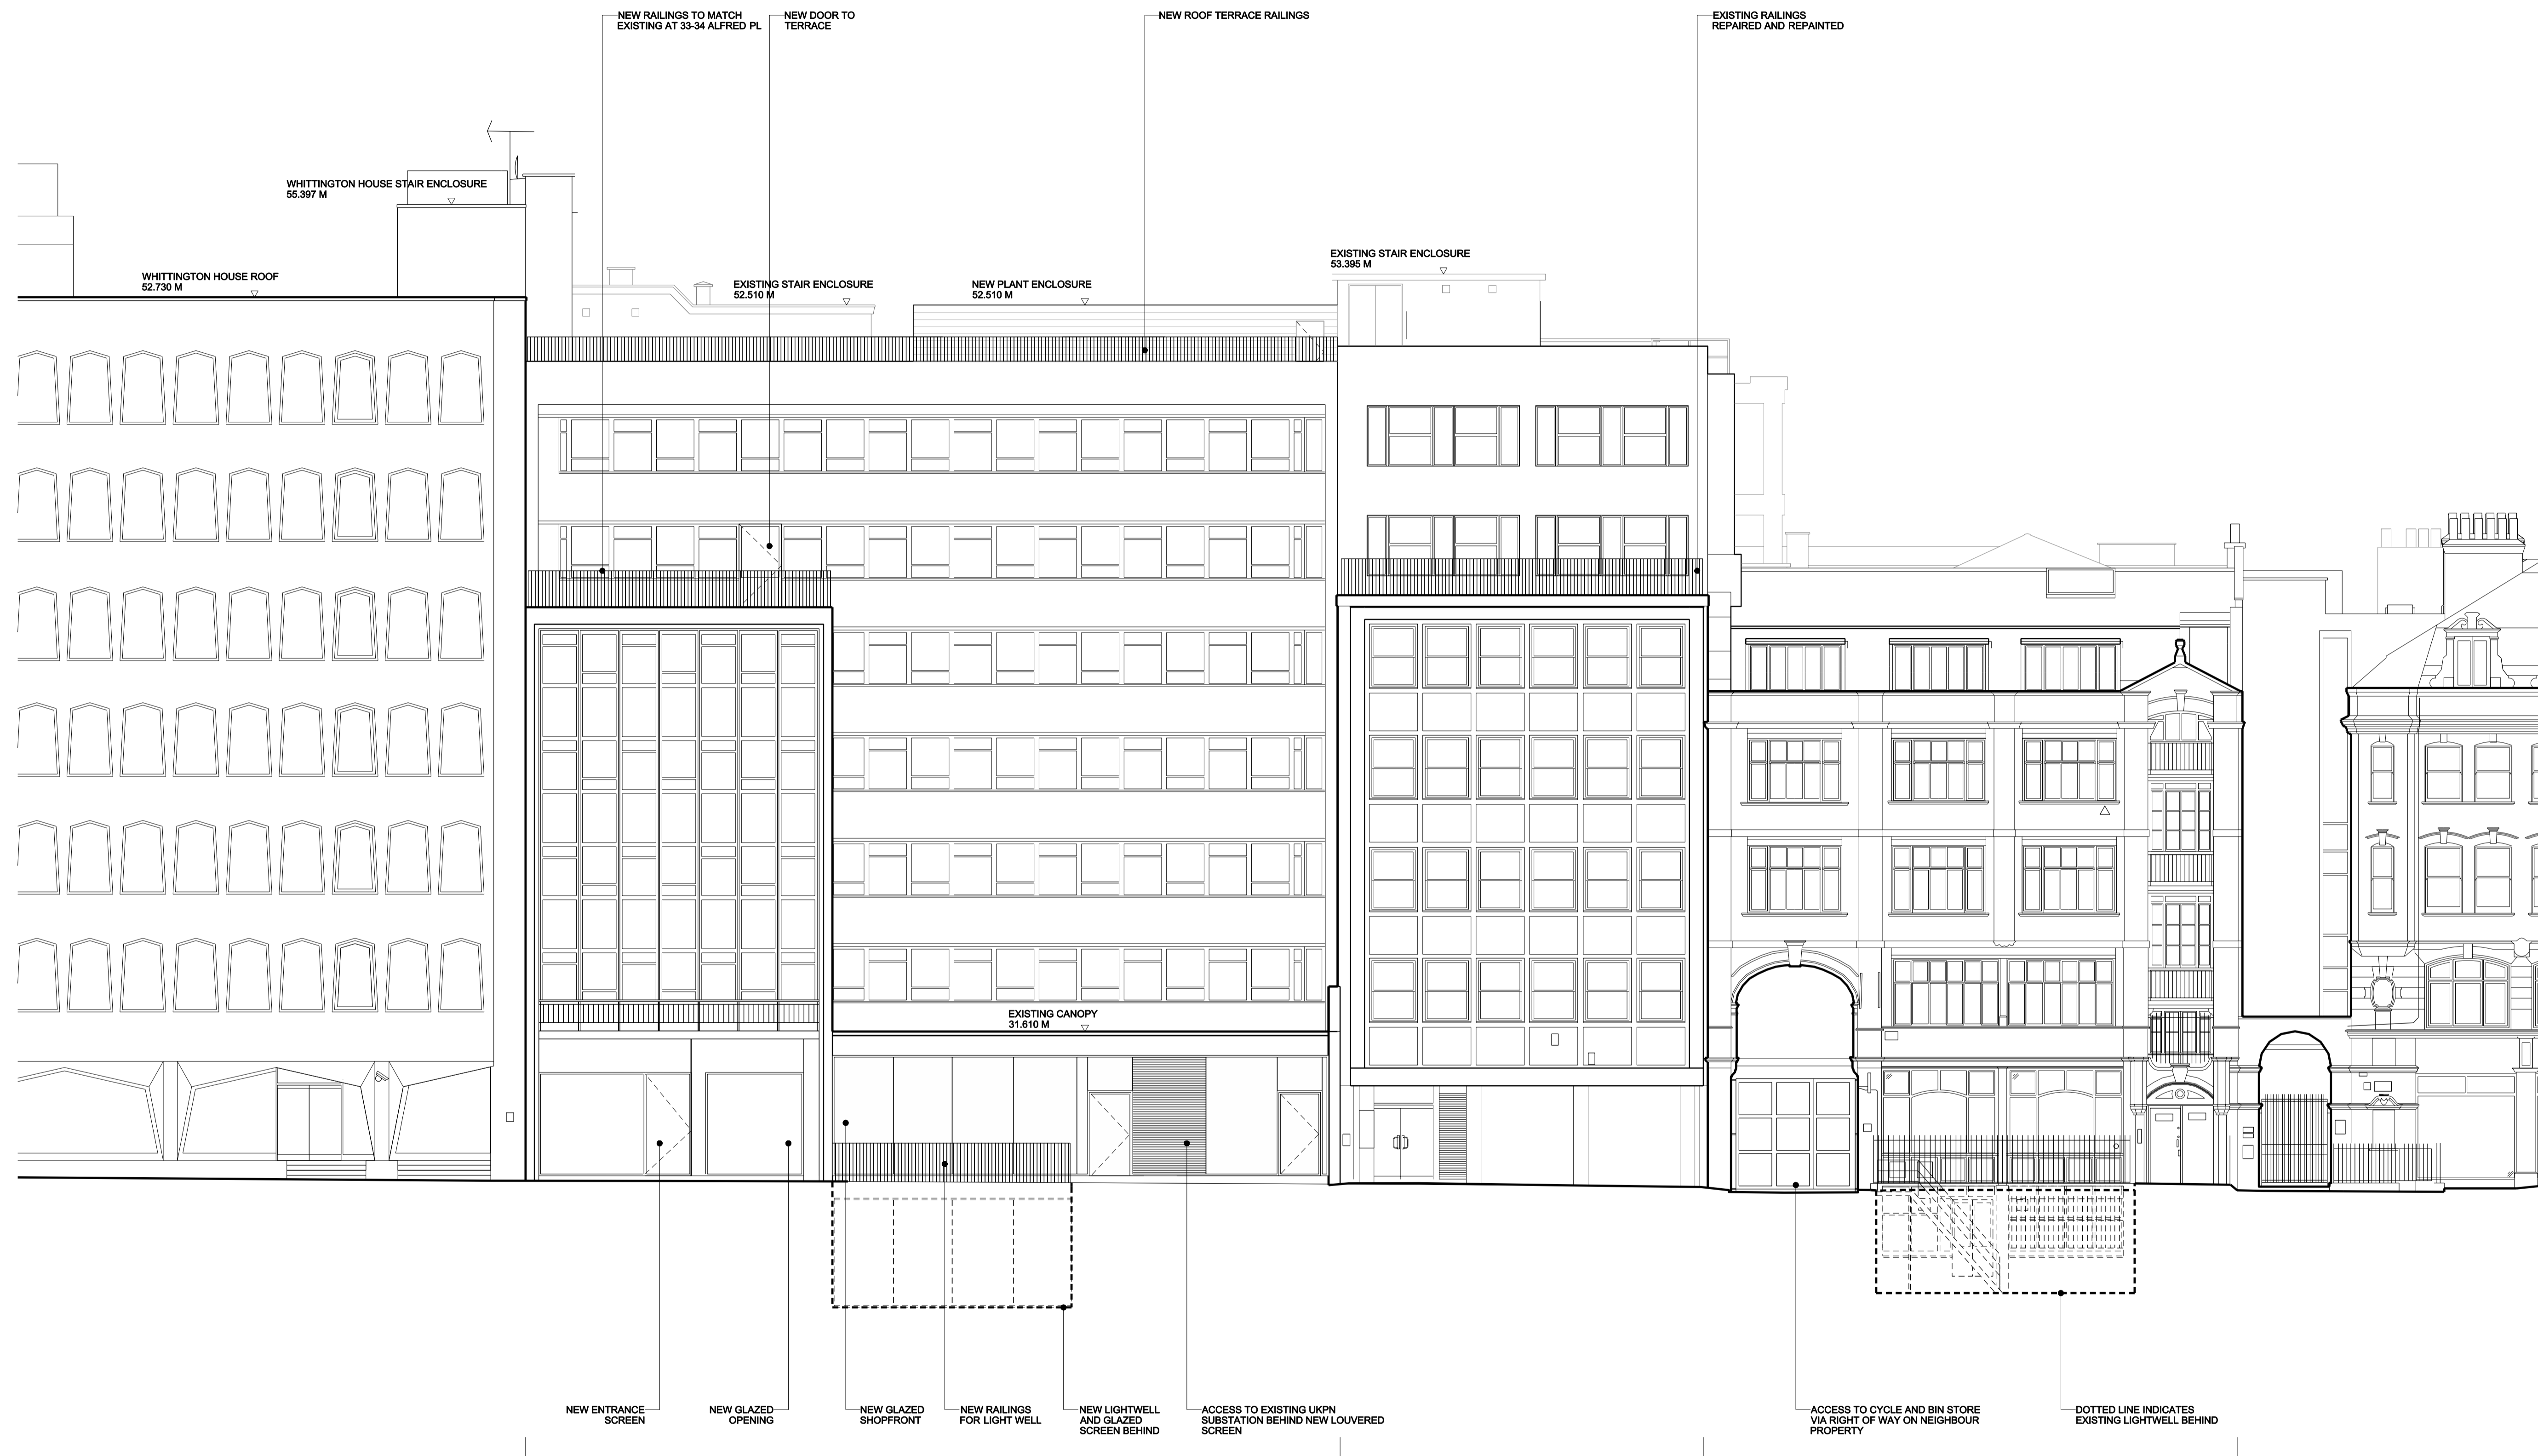 NEW RAILINGS TO MATCH
EXISTING AT 33-34 ALFRED PL
NEW DOOR TO
TERRACE
NEW ROOF TERRACE RAILINGS
EXISTING RAILINGS
REPAIRED AND REPAINTED
WHITTINGTON HOUSE STAIR ENCLOSURE
55.397 M
EXISTING STAIR ENCLOSURE
53.395 M
WHITTINGTON HOUSE ROOF
52.730 M
EXISTING STAIR ENCLOSURE
52.510 M
NEW PLANT ENCLOSURE
52.510 M
EXISTING CANOPY
31.610 M
NEW ENTRANCE
SCREEN
NEW GLAZED
OPENING
NEW GLAZED
SHOPFRONT
NEW RAILINGS
FOR LIGHT WELL
NEW LIGHTWELL
AND GLAZED
SCREEN BEHIND
ACCESS TO EXISTING UKPN
SUBSTATION BEHIND NEW LOUVERED
SCREEN
ACCESS TO CYCLE AND BIN STORE
VIA RIGHT OF WAY ON NEIGHBOUR
PROPERTY
DOTTED LINE INDICATES
EXISTING LIGHTWELL BEHIND